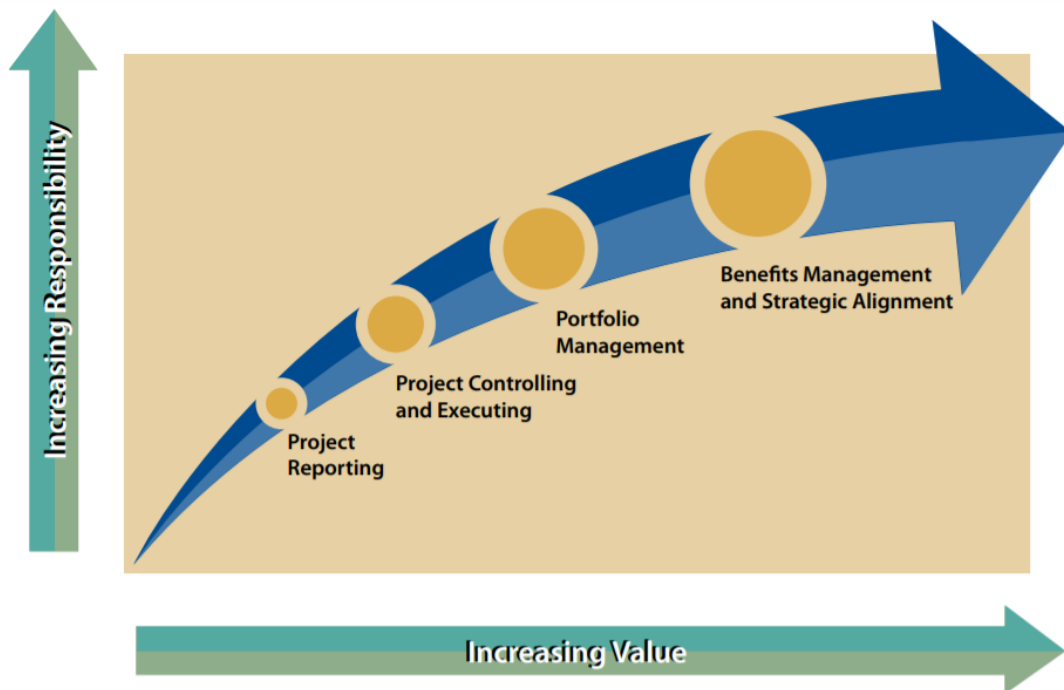 Increasing Responsibility
Benefits Management
and Strategic Alignment
Portfolio
Management
Project Controlling
and Executing
Project
Reporting
Increasing Value